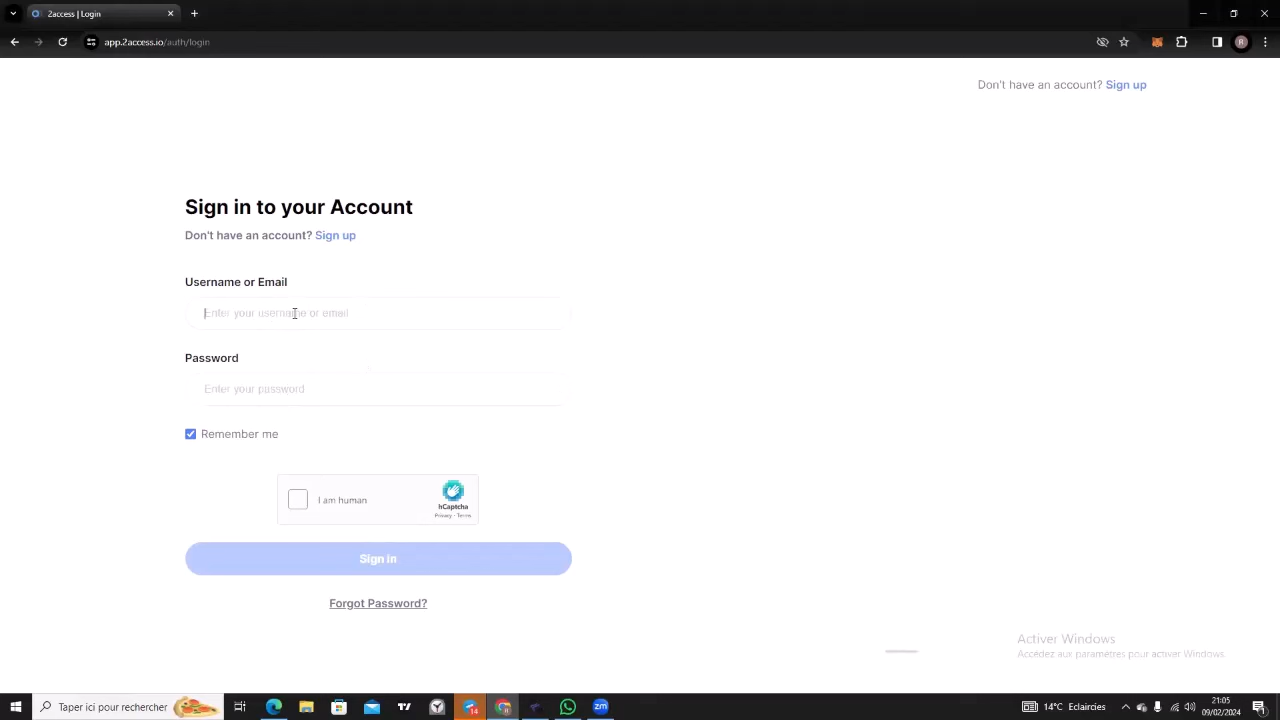 2access | Login
app.2access.io/auth/login
R
Don't have an account? Sign up
Sign in to your Account
Don't have an account? Sign up
Username or Email
Enter your username or email
Password
Enter your password
Remember me
I am human
hCaptcha
Privacy - Terms
Sign in
Forgot Password?
Activer Windows
Accédez aux paramètres pour activer Windows.
Taper ici pour rechercher
14
zm
14°C Eclaircies
21:05
09/02/2024